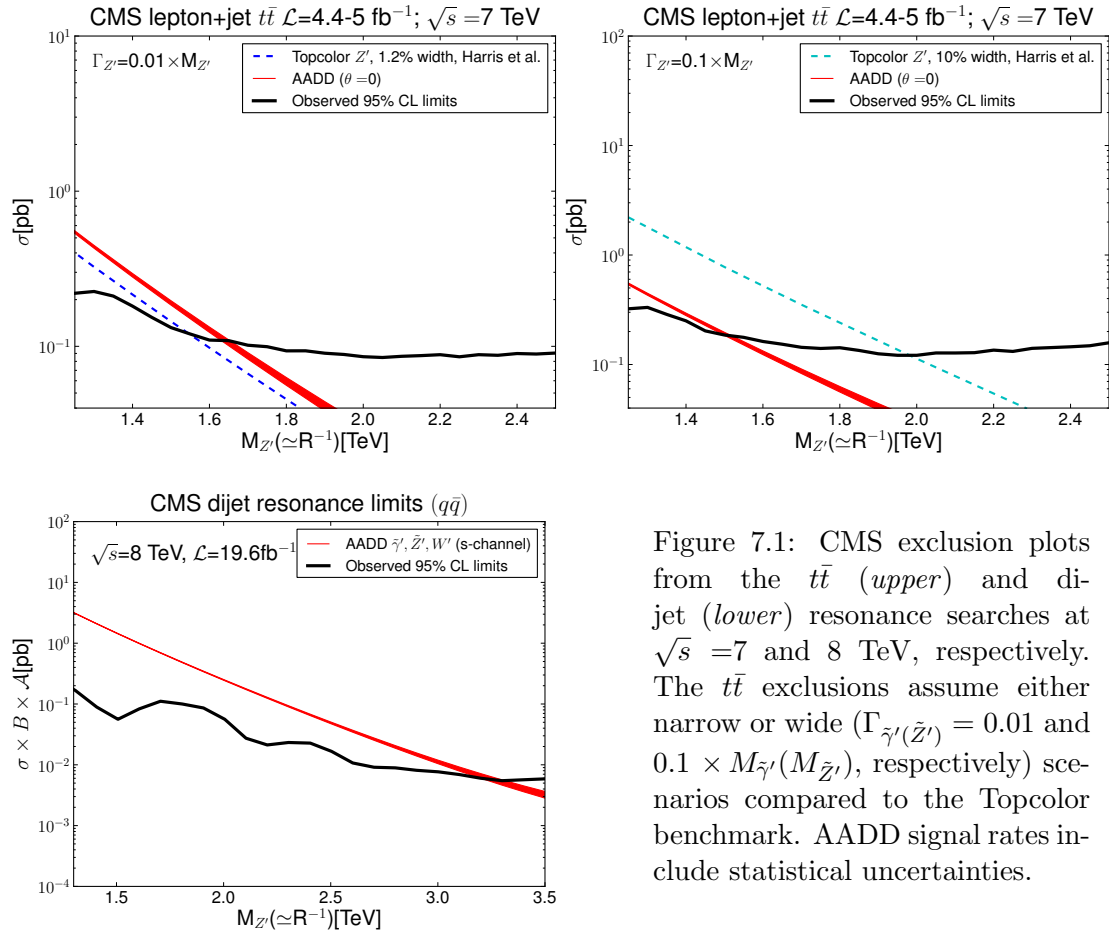 CMS lepton+jet tt̄ ℒ=4.4-5 fb⁻¹; √s =7 TeV
Γ_Z′=0.01×M_Z′
Topcolor Z′, 1.2% width, Harris et al.
AADD (θ =0)
Observed 95% CL limits
10¹
10⁰
10⁻¹
σ[pb]
1.4 1.6 1.8 2.0 2.2 2.4
M_Z′(≃R⁻¹)[TeV]
CMS lepton+jet tt̄ ℒ=4.4-5 fb⁻¹; √s =7 TeV
Γ_Z′=0.1×M_Z′
Topcolor Z′, 10% width, Harris et al.
AADD (θ =0)
Observed 95% CL limits
10²
10¹
10⁰
10⁻¹
σ[pb]
1.4 1.6 1.8 2.0 2.2 2.4
M_Z′(≃R⁻¹)[TeV]
CMS dijet resonance limits (qq̄)
√s=8 TeV, ℒ=19.6fb⁻¹
AADD γ̃′, Z̃′, W′ (s-channel)
Observed 95% CL limits
10²
10¹
10⁰
10⁻¹
10⁻²
10⁻³
10⁻⁴
σ × B × 𝒜[pb]
1.5 2.0 2.5 3.0 3.5
M_Z′(≃R⁻¹)[TeV]
Figure 7.1: CMS exclusion plots
from the tt̄ (upper) and di-
jet (lower) resonance searches at
√s =7 and 8 TeV, respectively.
The tt̄ exclusions assume either
narrow or wide (Γ_γ̃′(Z̃′) = 0.01 and
0.1 × M_γ̃′(M_Z̃′), respectively) sce-
narios compared to the Topcolor
benchmark. AADD signal rates in-
clude statistical uncertainties.